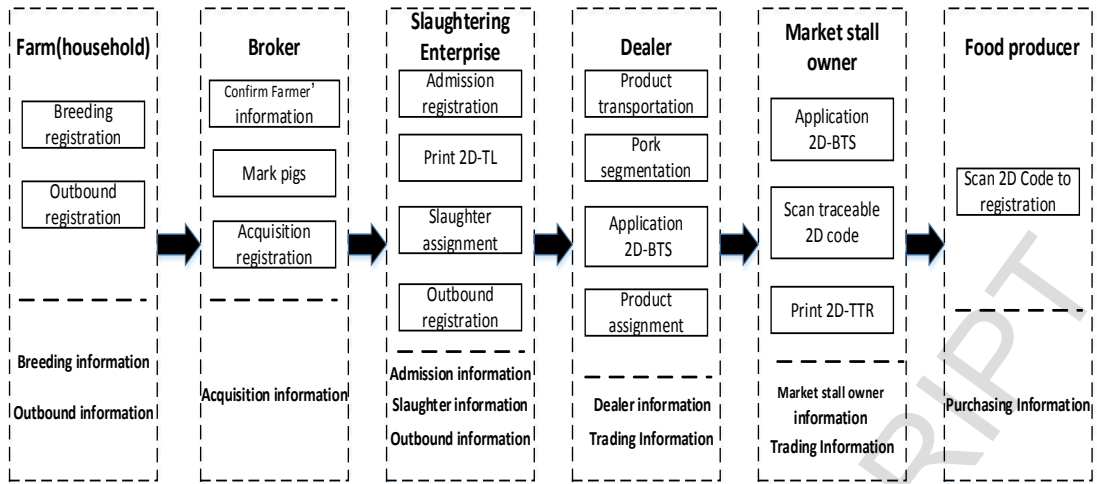 Farm(household)
Breeding
registration
Outbound
registration
Breeding information
Outbound information
Broker
Confirm Farmer’
information
Mark pigs
Acquisition
registration
Acquisition information
Slaughtering
Enterprise
Admission
registration
Print 2D-TL
Slaughter
assignment
Outbound
registration
Admission information
Slaughter information
Outbound information
Dealer
Product
transportation
Pork
segmentation
Application
2D-BTS
Product
assignment
Dealer information
Trading Information
Market stall
owner
Application
2D-BTS
Scan traceable
2D code
Print 2D-TTR
Market stall owner
information
Trading Information
Food producer
Scan 2D Code to
registration
Purchasing Information
RIPT